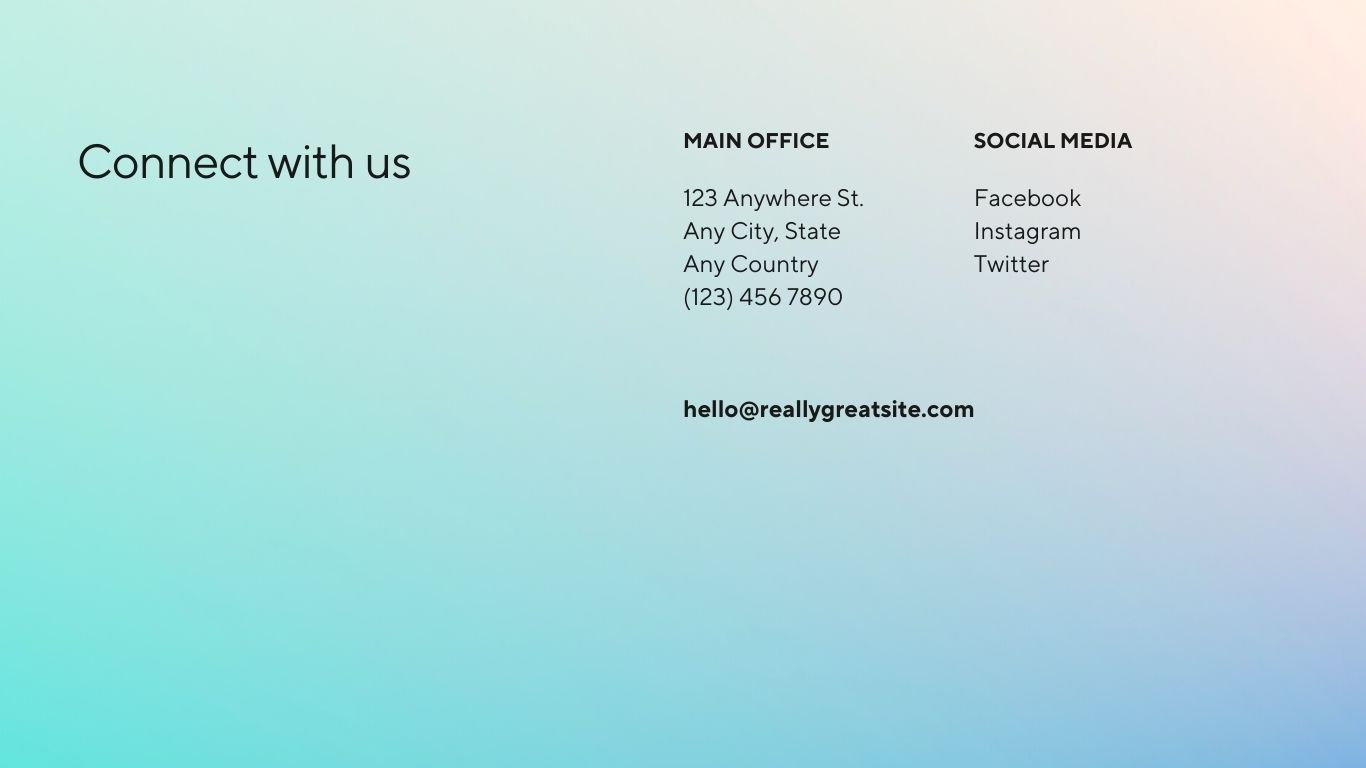 Connect with us
MAIN OFFICE
123 Anywhere St.
Any City, State
Any Country
(123) 456 7890
SOCIAL MEDIA
Facebook
Instagram
Twitter
hello@reallygreatsite.com